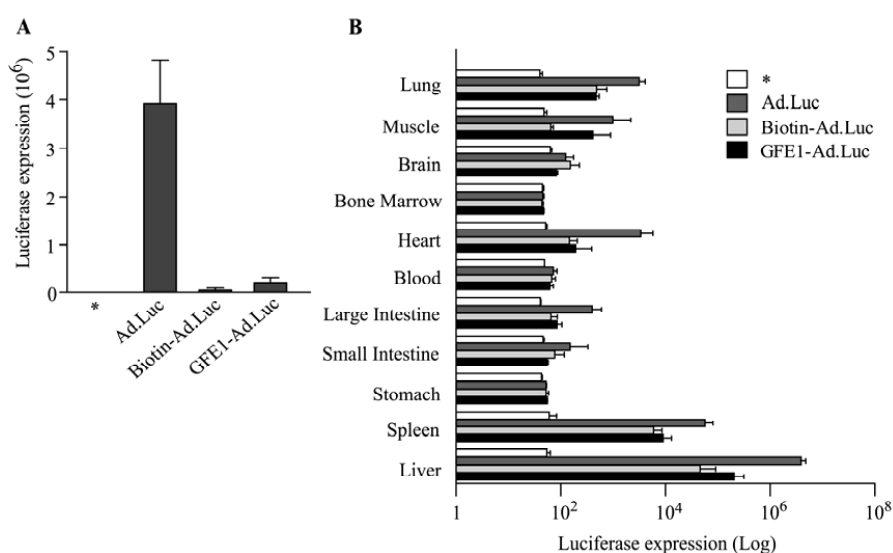 A
Luciferase expression (10⁶)
5
4
3
2
1
0
*
Ad.Luc
Biotin-Ad.Luc
GFE1-Ad.Luc
B
Lung
Muscle
Brain
Bone Marrow
Heart
Blood
Large Intestine
Small Intestine
Stomach
Spleen
Liver
*
Ad.Luc
Biotin-Ad.Luc
GFE1-Ad.Luc
1
10²
10⁴
10⁶
10⁸
Luciferase expression (Log)